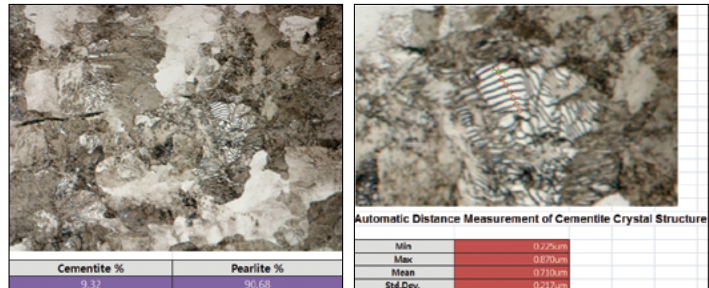 Cementite % Pearlite %
9.32 90.68
Automatic Distance Measurement of Cementite Crystal Structure
Min 0.225um
Max 0.870um
Mean 0.710um
Std.Dev. 0.217um